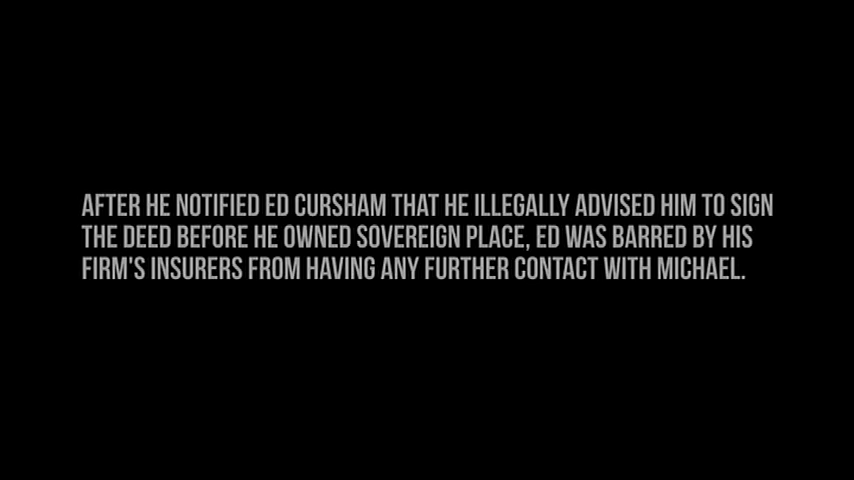 AFTER HE NOTIFIED ED CURSHAM THAT HE ILLEGALLY ADVISED HIM TO SIGN
THE DEED BEFORE HE OWNED SOVEREIGN PLACE, ED WAS BARRED BY HIS
FIRM'S INSURERS FROM HAVING ANY FURTHER CONTACT WITH MICHAEL.